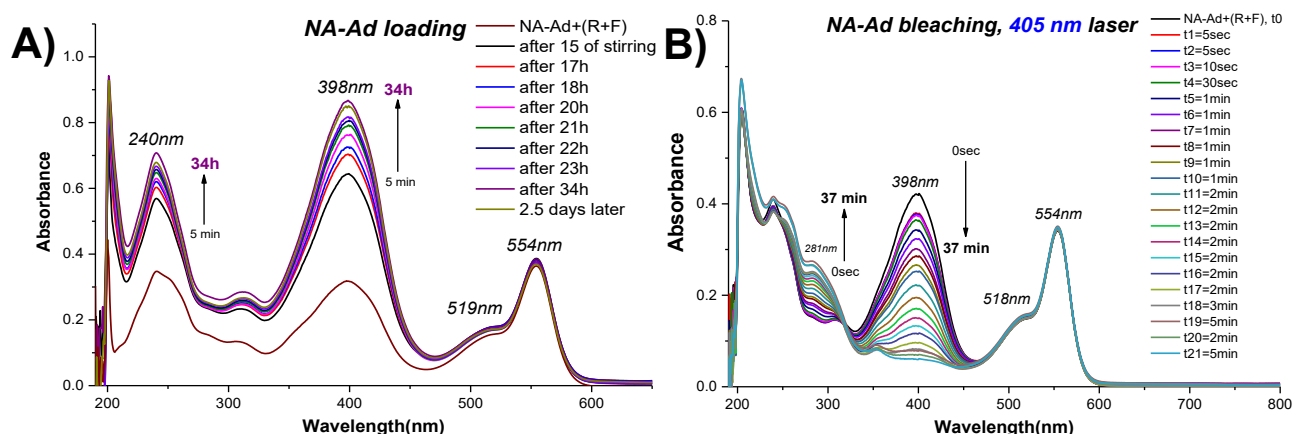 A)
NA-Ad loading
NA-Ad+(R+F)
after 15 of stirring
after 17h
after 18h
after 20h
after 21h
after 22h
after 23h
after 34h
2.5 days later
398nm
34h
5 min
240nm
34h
5 min
554nm
519nm
Absorbance
1.0
0.8
0.6
0.4
0.2
0.0
200 300 400 500 600
Wavelength(nm)
B)
NA-Ad bleaching, 405 nm laser
NA-Ad+(R+F), t0
t1=5sec
t2=5sec
t3=10sec
t4=30sec
t5=1min
t6=1min
t7=1min
t8=1min
t9=1min
t10=1min
t11=2min
t12=2min
t13=2min
t14=2min
t15=2min
t16=2min
t17=2min
t18=3min
t19=5min
t20=2min
t21=5min
0sec
398nm
37 min
37 min
554nm
281nm
0sec
518nm
Absorbance
0.8
0.6
0.4
0.2
0.0
200 300 400 500 600 700 800
Wavelength(nm)